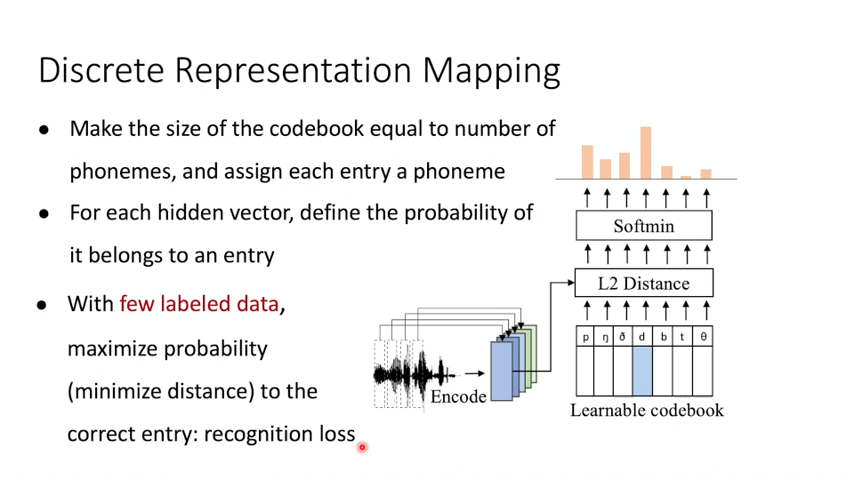 Discrete Representation Mapping
● Make the size of the codebook equal to number of
phonemes, and assign each entry a phoneme
● For each hidden vector, define the probability of
it belongs to an entry
● With few labeled data,
maximize probability
(minimize distance) to the
correct entry: recognition loss
Softmin
L2 Distance
p ŋ ð d b t θ
Encode
Learnable codebook